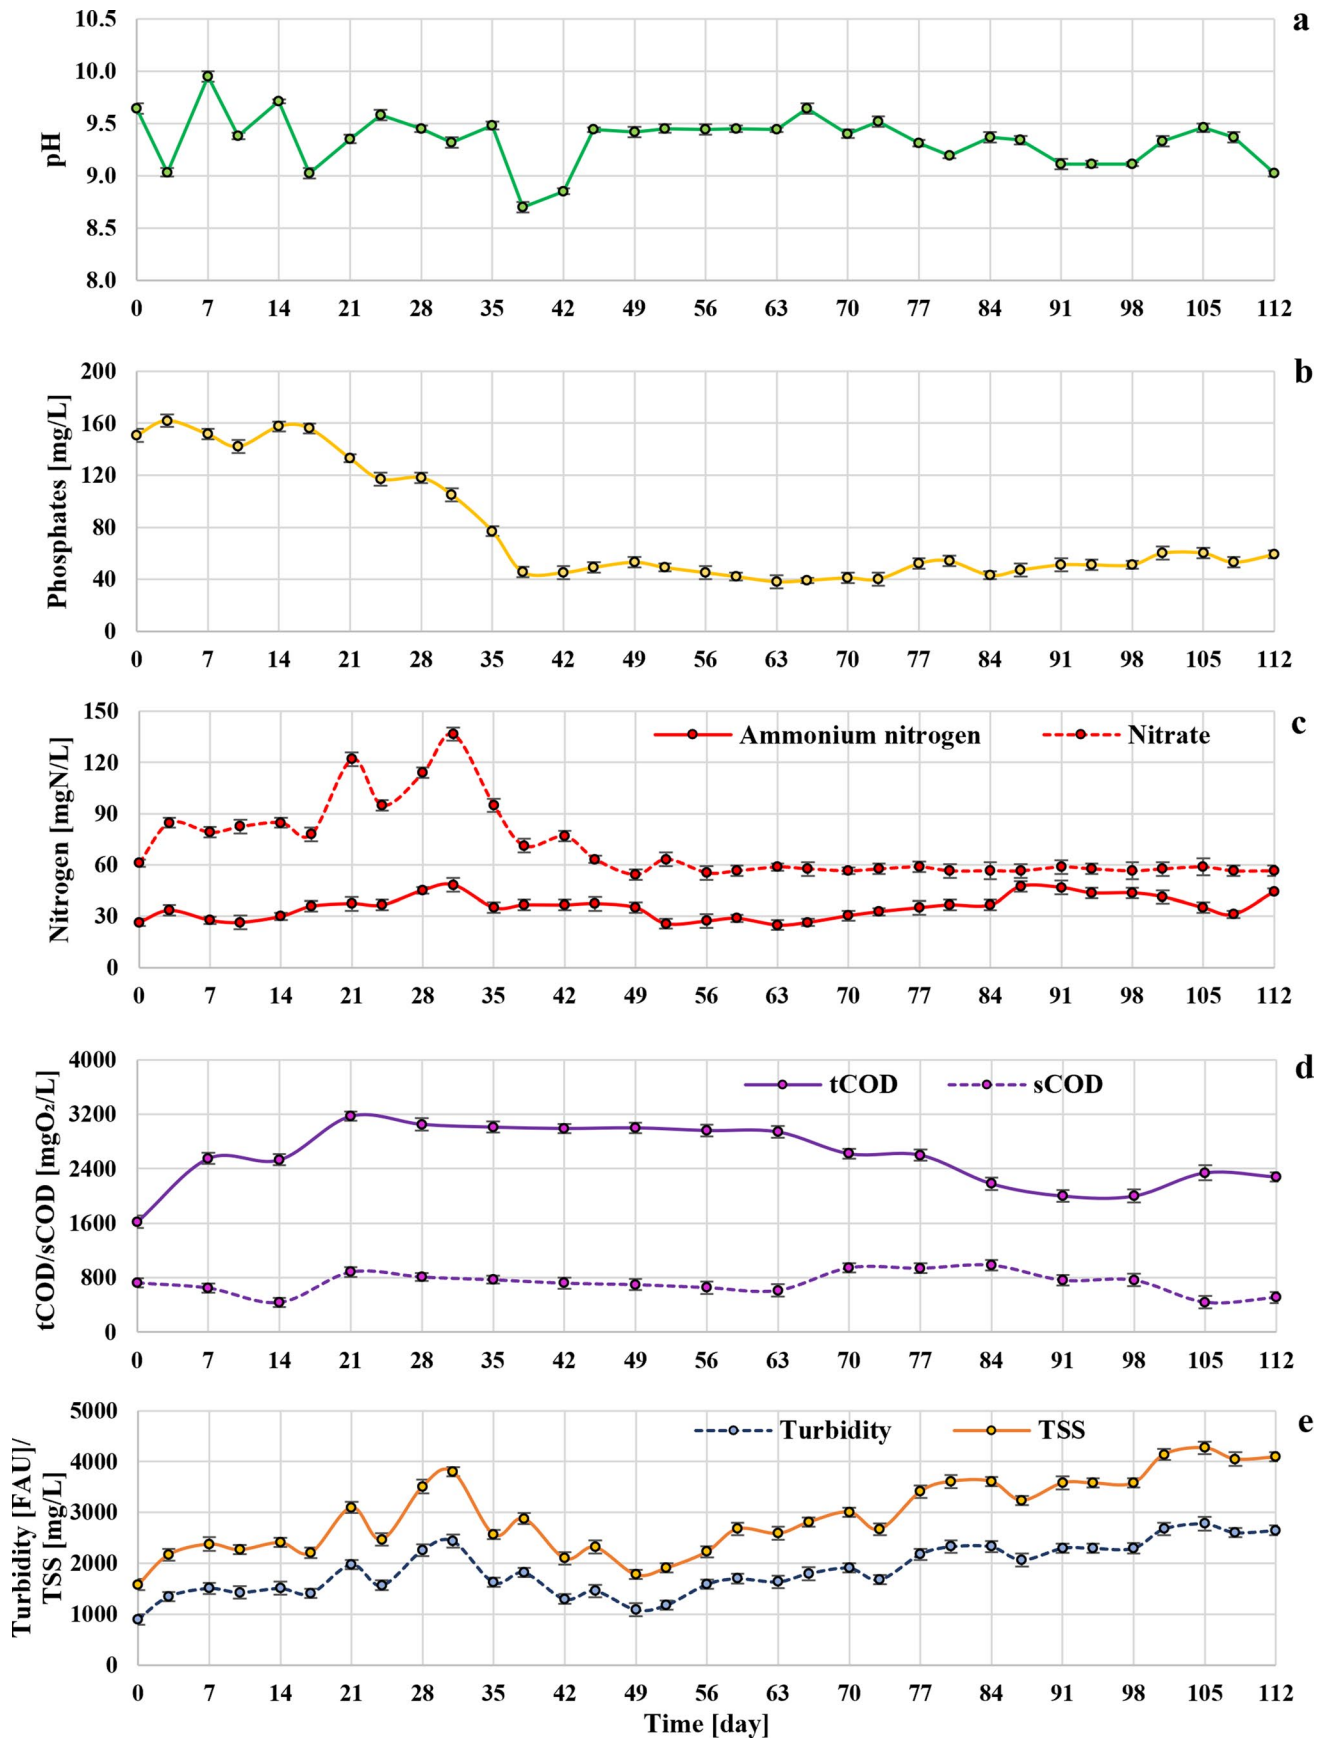 a
10.5
10.0
9.5
9.0
8.5
8.0
pH
0 7 14 21 28 35 42 49 56 63 70 77 84 91 98 105 112
b
200
160
120
80
40
0
Phosphates [mg/L]
0 7 14 21 28 35 42 49 56 63 70 77 84 91 98 105 112
c
150
120
90
60
30
0
Nitrogen [mgN/L]
Ammonium nitrogen Nitrate
0 7 14 21 28 35 42 49 56 63 70 77 84 91 98 105 112
d
4000
3200
2400
1600
800
0
tCOD/sCOD [mgO₂/L]
tCOD sCOD
0 7 14 21 28 35 42 49 56 63 70 77 84 91 98 105 112
e
5000
4000
3000
2000
1000
0
Turbidity [FAU]/
TSS [mg/L]
Turbidity TSS
0 7 14 21 28 35 42 49 56 63 70 77 84 91 98 105 112
Time [day]